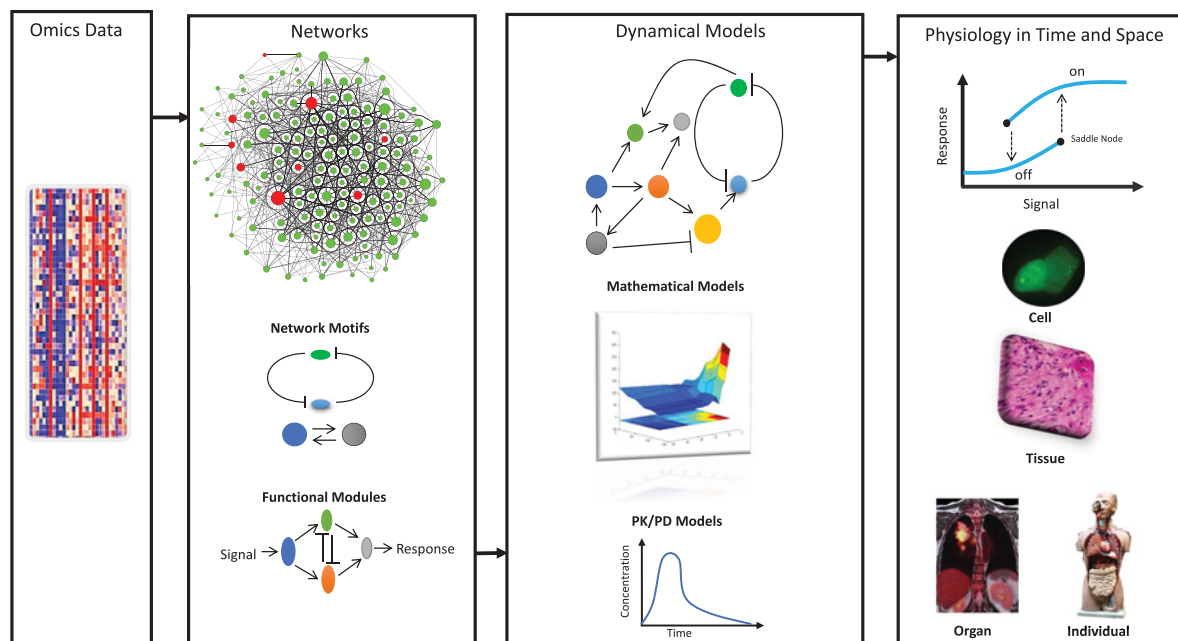 Omics Data
Networks
Network Motifs
Functional Modules
Signal
Response
Dynamical Models
Mathematical Models
PK/PD Models
Concentration
Time
Physiology in Time and Space
on
Response
Saddle Node
off
Signal
Cell
Tissue
Organ
Individual